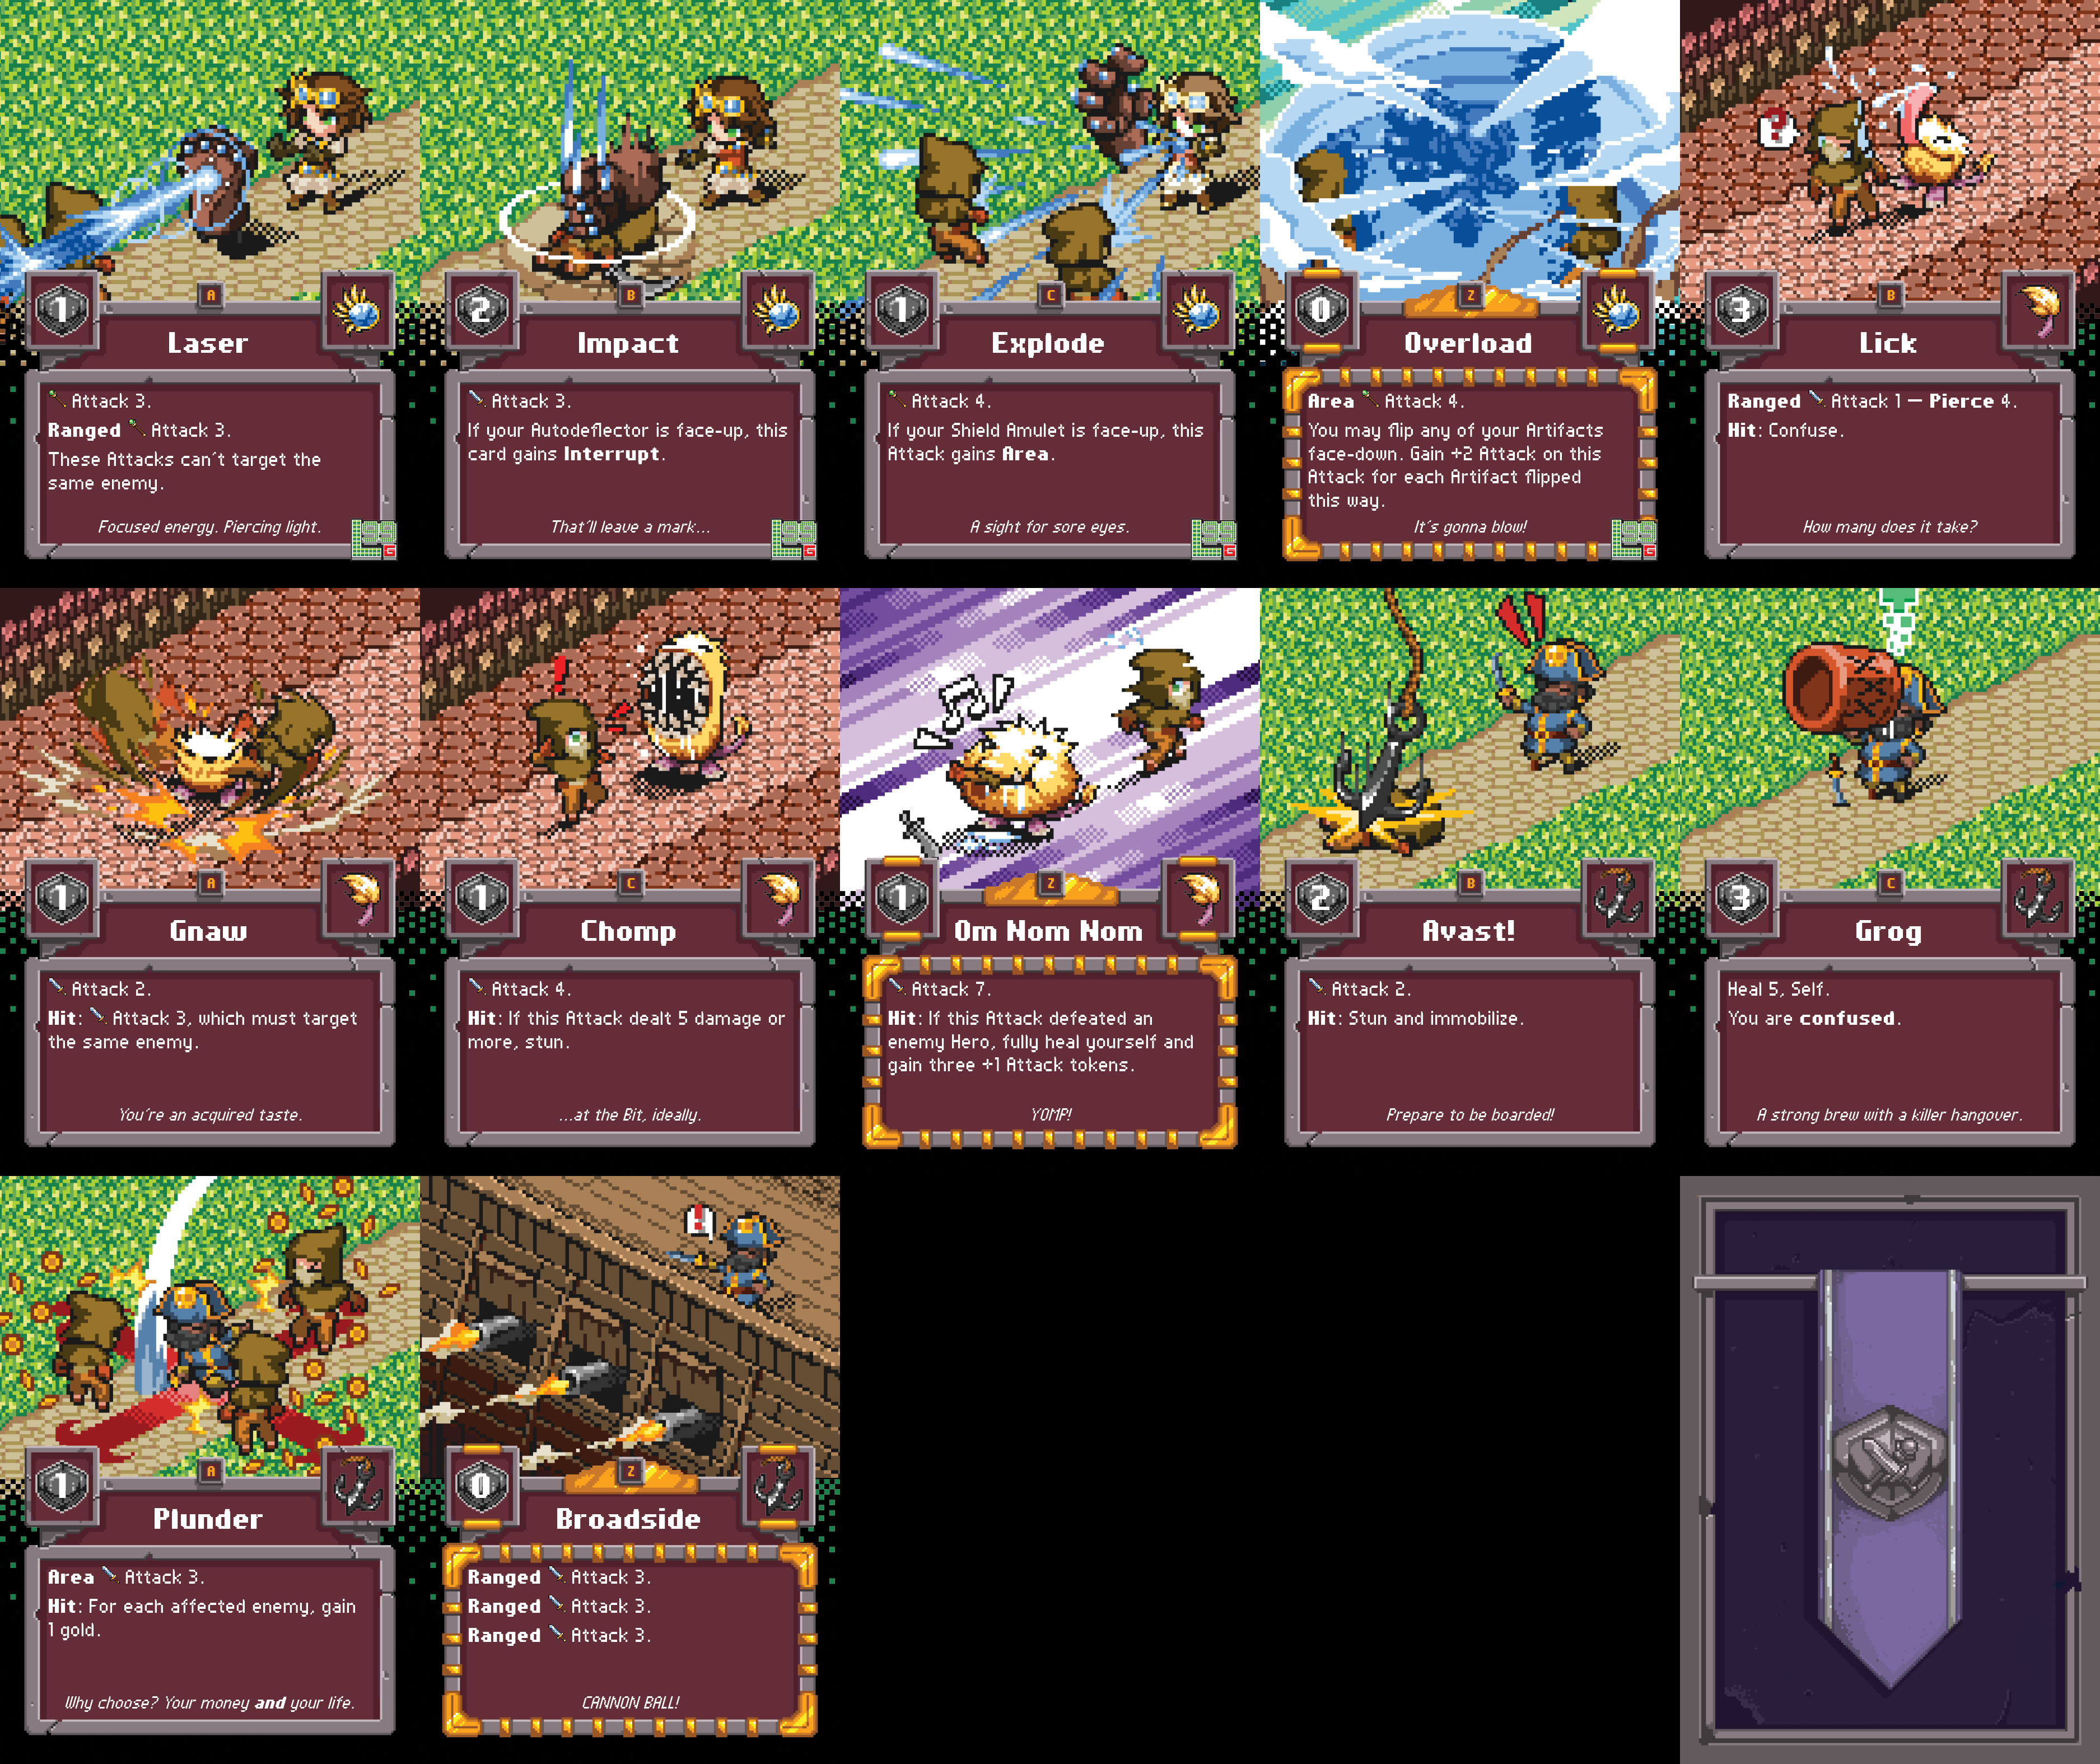 1
A
Laser
Attack 3.
Ranged Attack 3.
These Attacks can't target the
same enemy.
Focused energy. Piercing light.
L99
G
2
B
Impact
Attack 3.
If your Autodeflector is face-up, this
card gains Interrupt.
That'll leave a mark...
L99
G
1
C
Explode
Attack 4.
If your Shield Amulet is face-up, this
Attack gains Area.
A sight for sore eyes.
L99
G
0
Z
Overload
Area Attack 4.
You may flip any of your Artifacts
face-down. Gain +2 Attack on this
Attack for each Artifact flipped
this way.
It's gonna blow!
L99
G
?
3
B
Lick
Ranged Attack 1 — Pierce 4.
Hit: Confuse.
How many does it take?
1
A
Gnaw
Attack 2.
Hit: Attack 3, which must target
the same enemy.
You're an acquired taste.
!
1
C
Chomp
Attack 4.
Hit: If this Attack dealt 5 damage or
more, stun.
...at the Bit, ideally.
1
Z
Om Nom Nom
Attack 7.
Hit: If this Attack defeated an
enemy Hero, fully heal yourself and
gain three +1 Attack tokens.
YOMP!
2
B
Avast!
Attack 2.
Hit: Stun and immobilize.
Prepare to be boarded!
3
C
Grog
Heal 5, Self.
You are confused.
A strong brew with a killer hangover.
1
A
Plunder
Area Attack 3.
Hit: For each affected enemy, gain
1 gold.
Why choose? Your money and your life.
!
0
Z
Broadside
Ranged Attack 3.
Ranged Attack 3.
Ranged Attack 3.
CANNON BALL!